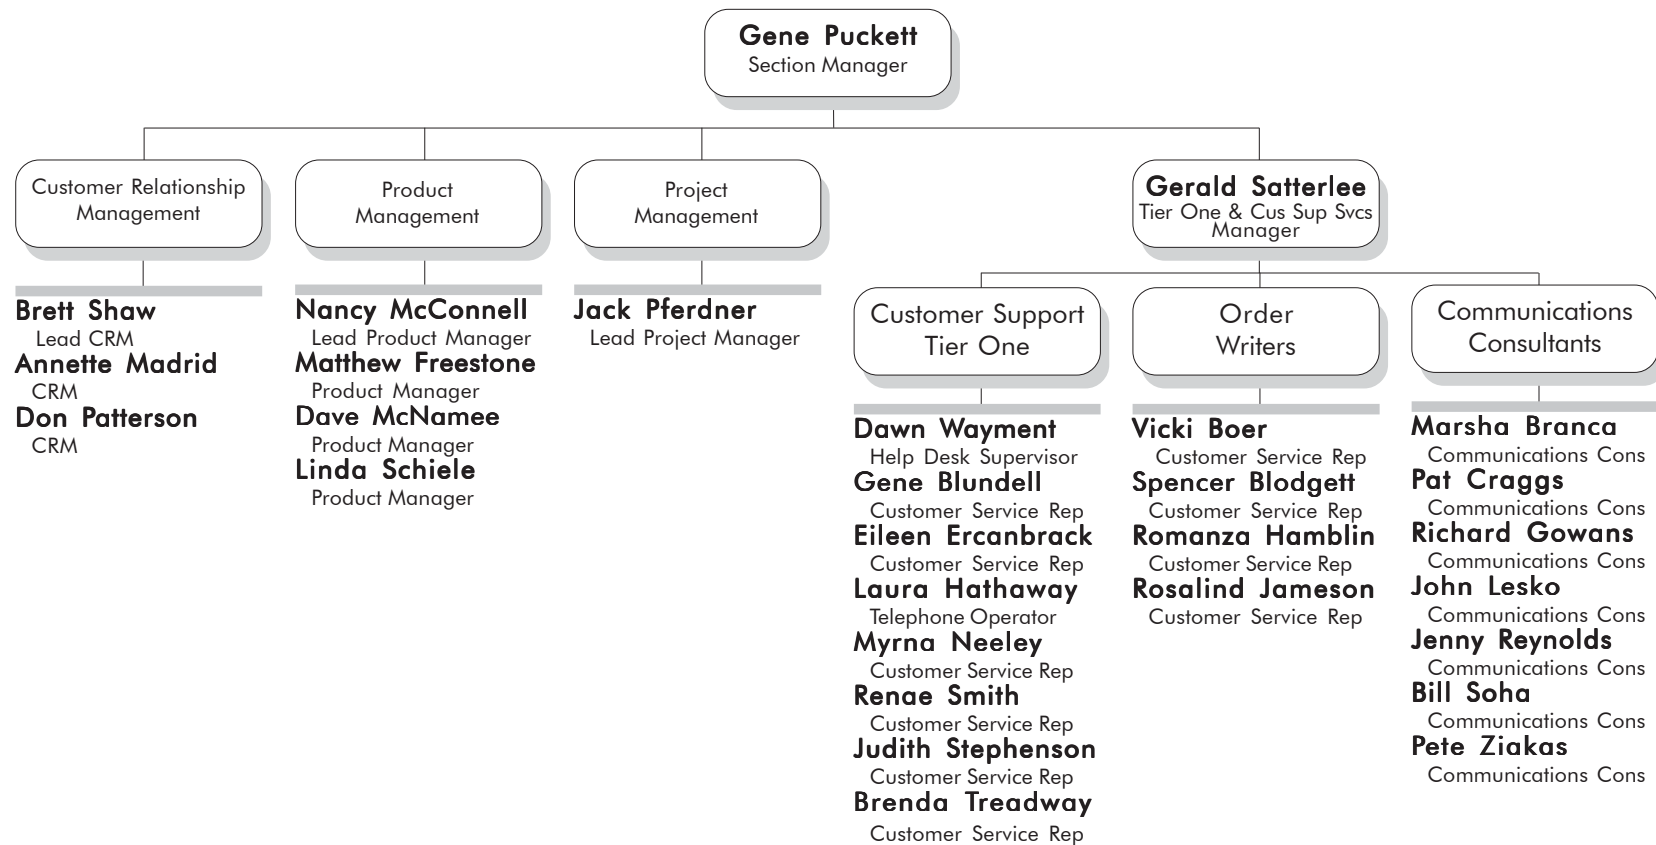 Gene Puckett
Section Manager
Customer Relationship
Management
Brett Shaw
Lead CRM
Annette Madrid
CRM
Don Patterson
CRM
Product
Management
Nancy McConnell
Lead Product Manager
Matthew Freestone
Product Manager
Dave McNamee
Product Manager
Linda Schiele
Product Manager
Project
Management
Jack Pferdner
Lead Project Manager
Gerald Satterlee
Tier One & Cus Sup Svcs
Manager
Customer Support
Tier One
Dawn Wayment
Help Desk Supervisor
Gene Blundell
Customer Service Rep
Eileen Ercanbrack
Customer Service Rep
Laura Hathaway
Telephone Operator
Myrna Neeley
Customer Service Rep
Renae Smith
Customer Service Rep
Judith Stephenson
Customer Service Rep
Brenda Treadway
Customer Service Rep
Order
Writers
Vicki Boer
Customer Service Rep
Spencer Blodgett
Customer Service Rep
Romanza Hamblin
Customer Service Rep
Rosalind Jameson
Customer Service Rep
Communications
Consultants
Marsha Branca
Communications Cons
Pat Craggs
Communications Cons
Richard Gowans
Communications Cons
John Lesko
Communications Cons
Jenny Reynolds
Communications Cons
Bill Soha
Communications Cons
Pete Ziakas
Communications Cons